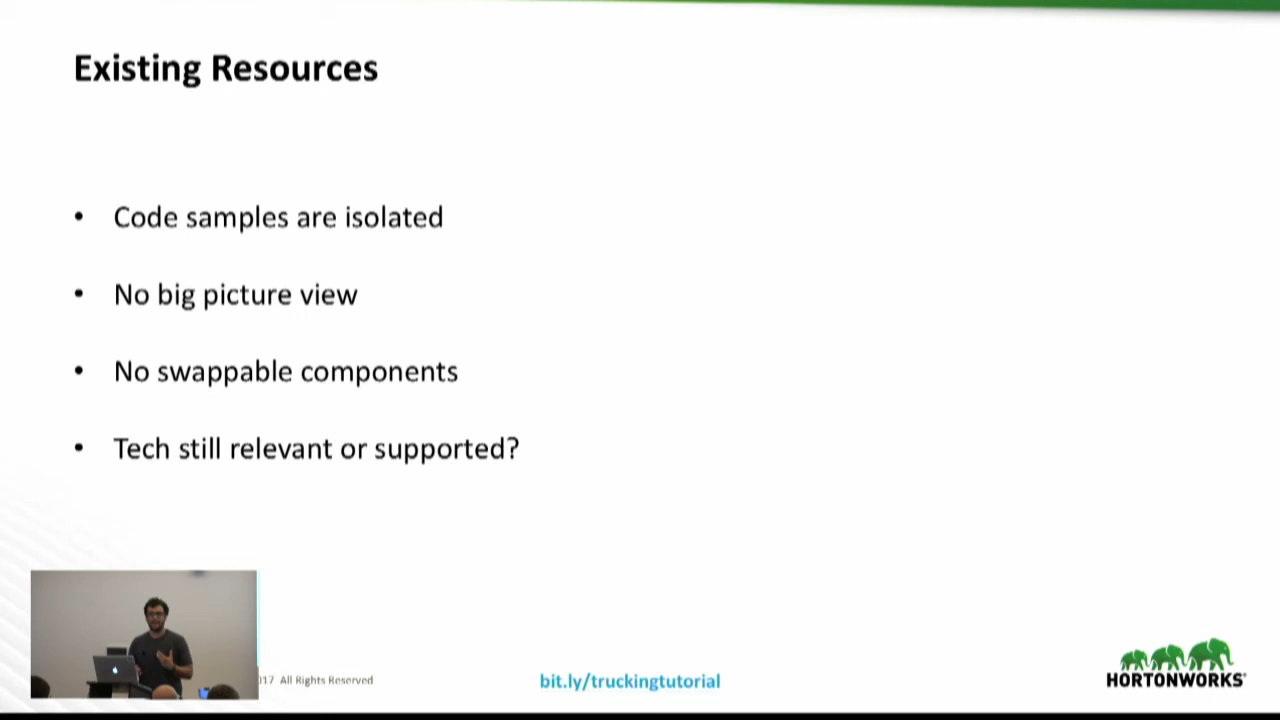 Existing Resources
• Code samples are isolated
• No big picture view
• No swappable components
• Tech still relevant or supported?
17 All Rights Reserved
bit.ly/truckingtutorial
HORTONWORKS